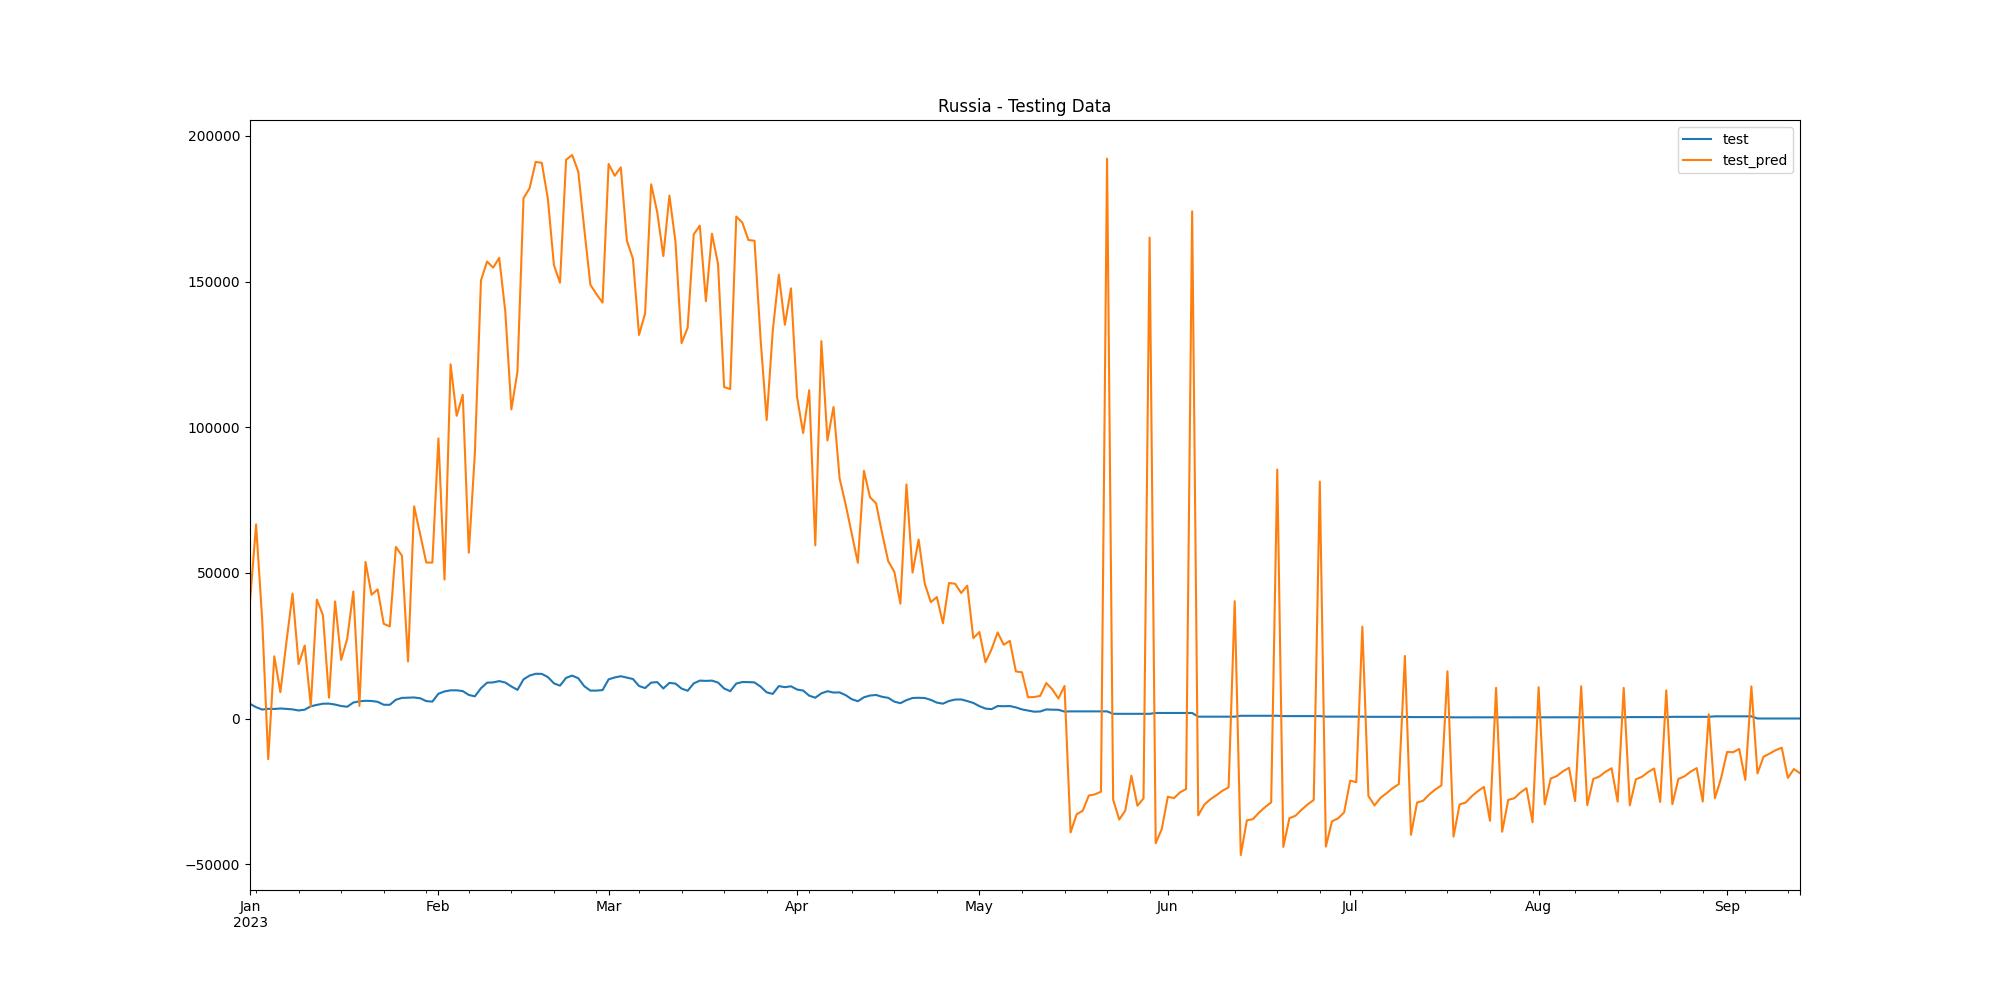 Russia - Testing Data
test
test_pred
200000
150000
100000
50000
0
−50000
Jan Feb Mar Apr May Jun Jul Aug Sep
2023